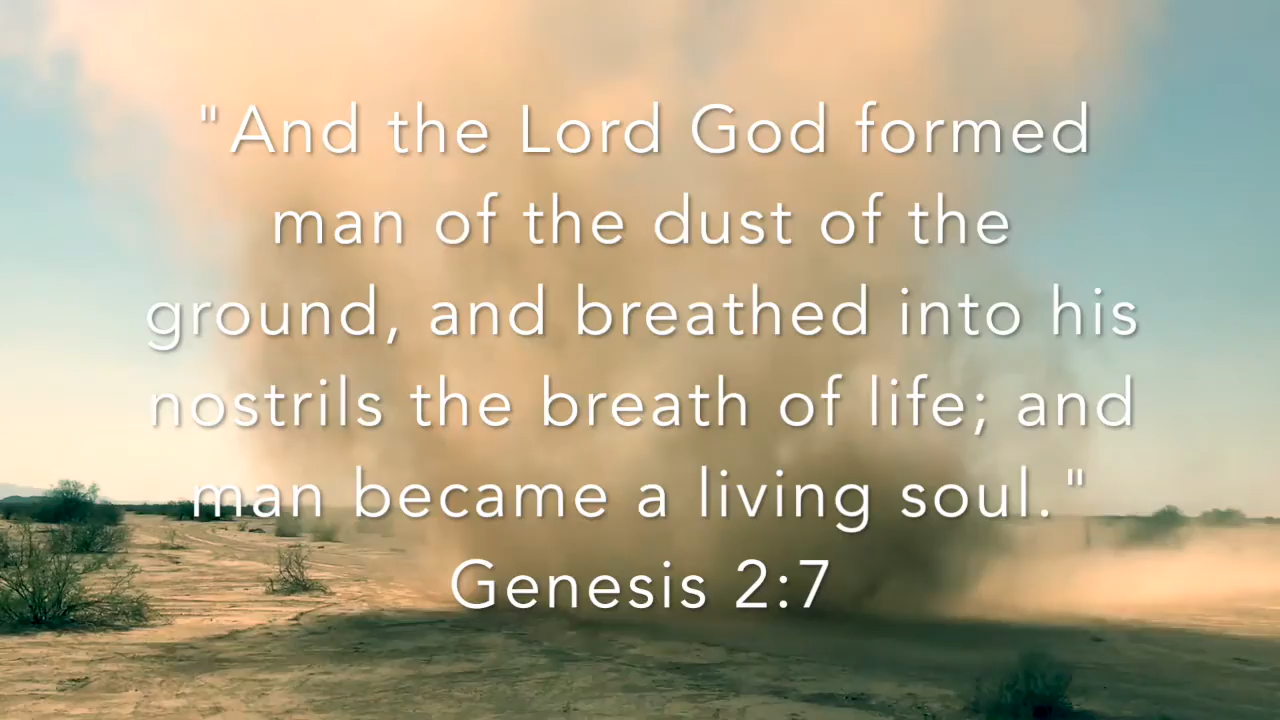 "And the Lord God formed
man of the dust of the
ground, and breathed into his
nostrils the breath of life; and
man became a living soul."
Genesis 2:7